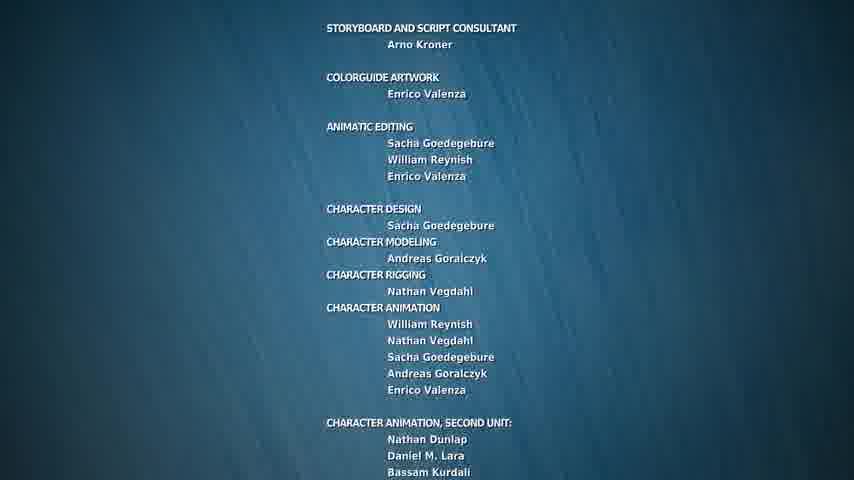 STORYBOARD AND SCRIPT CONSULTANT
Arno Kroner
COLORGUIDE ARTWORK
Enrico Valenza
ANIMATIC EDITING
Sacha Goedegebure
William Reynish
Enrico Valenza
CHARACTER DESIGN
Sacha Goedegebure
CHARACTER MODELING
Andreas Goralczyk
CHARACTER RIGGING
Nathan Vegdahl
CHARACTER ANIMATION
William Reynish
Nathan Vegdahl
Sacha Goedegebure
Andreas Goralczyk
Enrico Valenza
CHARACTER ANIMATION, SECOND UNIT:
Nathan Dunlap
Daniel M. Lara
Bassam Kurdali